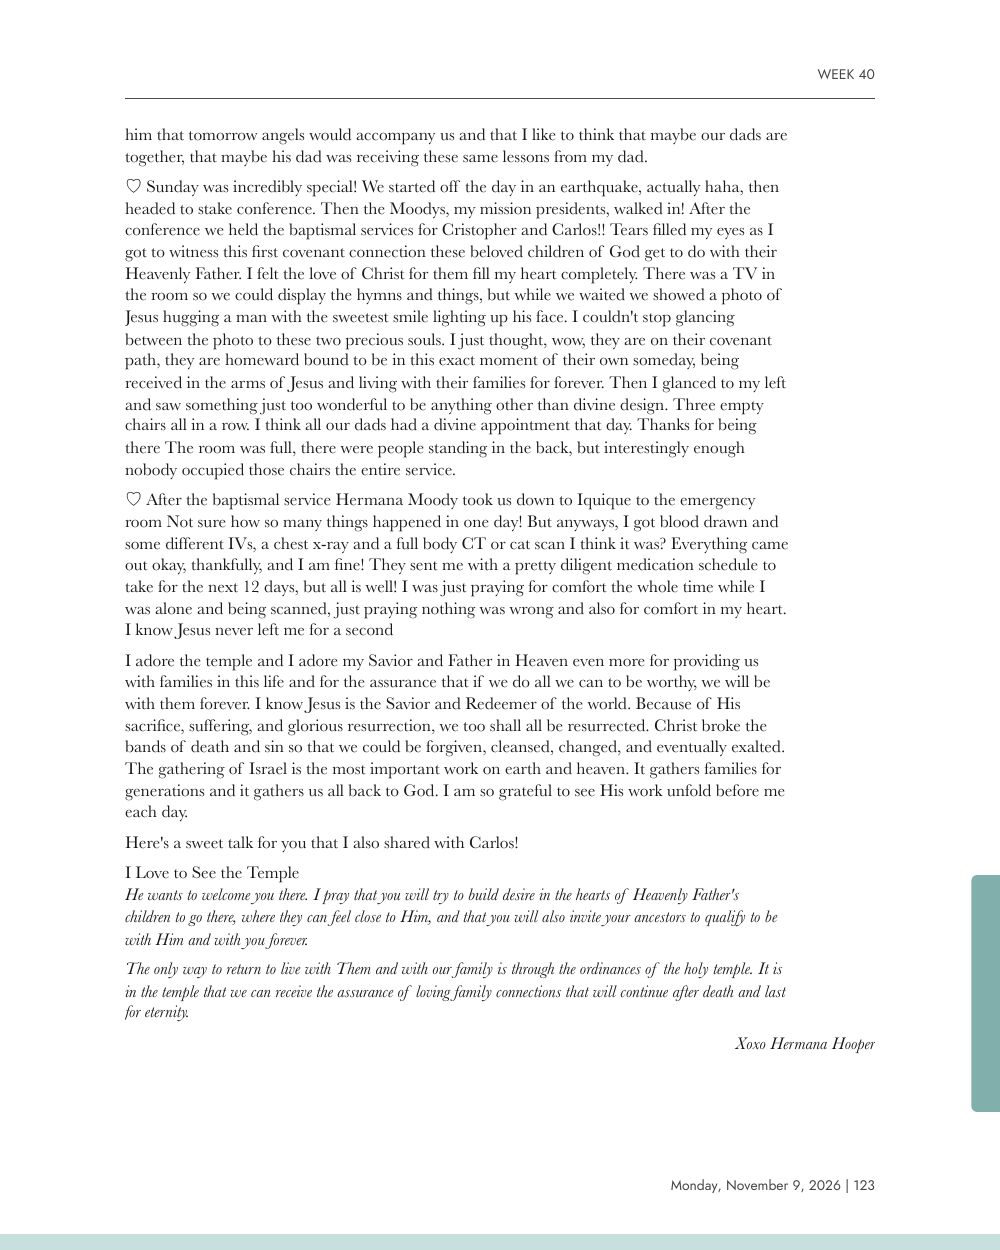 WEEK 40
him that tomorrow angels would accompany us and that I like to think that maybe our dads are
together, that maybe his dad was receiving these same lessons from my dad.
♡ Sunday was incredibly special! We started off the day in an earthquake, actually haha, then
headed to stake conference. Then the Moodys, my mission presidents, walked in! After the
conference we held the baptismal services for Cristopher and Carlos!! Tears filled my eyes as I
got to witness this first covenant connection these beloved children of God get to do with their
Heavenly Father. I felt the love of Christ for them fill my heart completely. There was a TV in
the room so we could display the hymns and things, but while we waited we showed a photo of
Jesus hugging a man with the sweetest smile lighting up his face. I couldn't stop glancing
between the photo to these two precious souls. I just thought, wow, they are on their covenant
path, they are homeward bound to be in this exact moment of their own someday, being
received in the arms of Jesus and living with their families for forever. Then I glanced to my left
and saw something just too wonderful to be anything other than divine design. Three empty
chairs all in a row. I think all our dads had a divine appointment that day. Thanks for being
there The room was full, there were people standing in the back, but interestingly enough
nobody occupied those chairs the entire service.
♡ After the baptismal service Hermana Moody took us down to Iquique to the emergency
room Not sure how so many things happened in one day! But anyways, I got blood drawn and
some different IVs, a chest x-ray and a full body CT or cat scan I think it was? Everything came
out okay, thankfully, and I am fine! They sent me with a pretty diligent medication schedule to
take for the next 12 days, but all is well! I was just praying for comfort the whole time while I
was alone and being scanned, just praying nothing was wrong and also for comfort in my heart.
I know Jesus never left me for a second
I adore the temple and I adore my Savior and Father in Heaven even more for providing us
with families in this life and for the assurance that if we do all we can to be worthy, we will be
with them forever. I know Jesus is the Savior and Redeemer of the world. Because of His
sacrifice, suffering, and glorious resurrection, we too shall all be resurrected. Christ broke the
bands of death and sin so that we could be forgiven, cleansed, changed, and eventually exalted.
The gathering of Israel is the most important work on earth and heaven. It gathers families for
generations and it gathers us all back to God. I am so grateful to see His work unfold before me
each day.
Here's a sweet talk for you that I also shared with Carlos!
I Love to See the Temple
He wants to welcome you there. I pray that you will try to build desire in the hearts of Heavenly Father's
children to go there, where they can feel close to Him, and that you will also invite your ancestors to qualify to be
with Him and with you forever.
The only way to return to live with Them and with our family is through the ordinances of the holy temple. It is
in the temple that we can receive the assurance of loving family connections that will continue after death and last
for eternity.
Xoxo Hermana Hooper
Monday, November 9, 2026 | 123